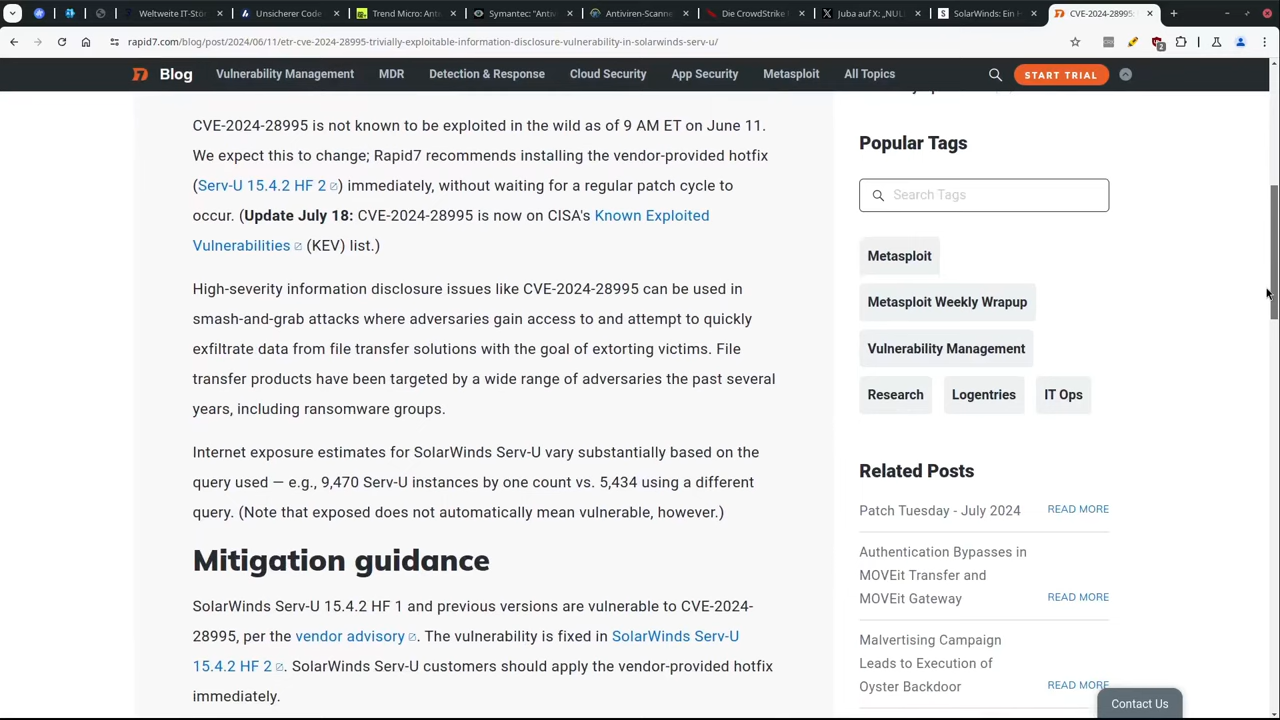 Weltweite IT-Stö
Unsicherer Code
Trend Micro: Ass
Symantec: "Antiv
Antiviren-Scanne
Die CrowdStrike
Juba auf X: „NUL
SolarWinds: Ein H
CVE-2024-28995:
rapid7.com/blog/post/2024/06/11/etr-cve-2024-28995-trivially-exploitable-information-disclosure-vulnerability-in-solarwinds-serv-u/
2
Blog
Vulnerability Management
MDR
Detection & Response
Cloud Security
App Security
Metasploit
All Topics
START TRIAL
CVE-2024-28995 is not known to be exploited in the wild as of 9 AM ET on June 11.
We expect this to change; Rapid7 recommends installing the vendor-provided hotfix
(Serv-U 15.4.2 HF 2) immediately, without waiting for a regular patch cycle to
occur. (Update July 18: CVE-2024-28995 is now on CISA's Known Exploited
Vulnerabilities (KEV) list.)
High-severity information disclosure issues like CVE-2024-28995 can be used in
smash-and-grab attacks where adversaries gain access to and attempt to quickly
exfiltrate data from file transfer solutions with the goal of extorting victims. File
transfer products have been targeted by a wide range of adversaries the past several
years, including ransomware groups.
Internet exposure estimates for SolarWinds Serv-U vary substantially based on the
query used — e.g., 9,470 Serv-U instances by one count vs. 5,434 using a different
query. (Note that exposed does not automatically mean vulnerable, however.)
Mitigation guidance
SolarWinds Serv-U 15.4.2 HF 1 and previous versions are vulnerable to CVE-2024-
28995, per the vendor advisory. The vulnerability is fixed in SolarWinds Serv-U
15.4.2 HF 2. SolarWinds Serv-U customers should apply the vendor-provided hotfix
immediately.
Popular Tags
Search Tags
Metasploit
Metasploit Weekly Wrapup
Vulnerability Management
Research
Logentries
IT Ops
Related Posts
Patch Tuesday - July 2024
READ MORE
Authentication Bypasses in
MOVEit Transfer and
MOVEit Gateway
READ MORE
Malvertising Campaign
Leads to Execution of
Oyster Backdoor
READ MORE
Contact Us